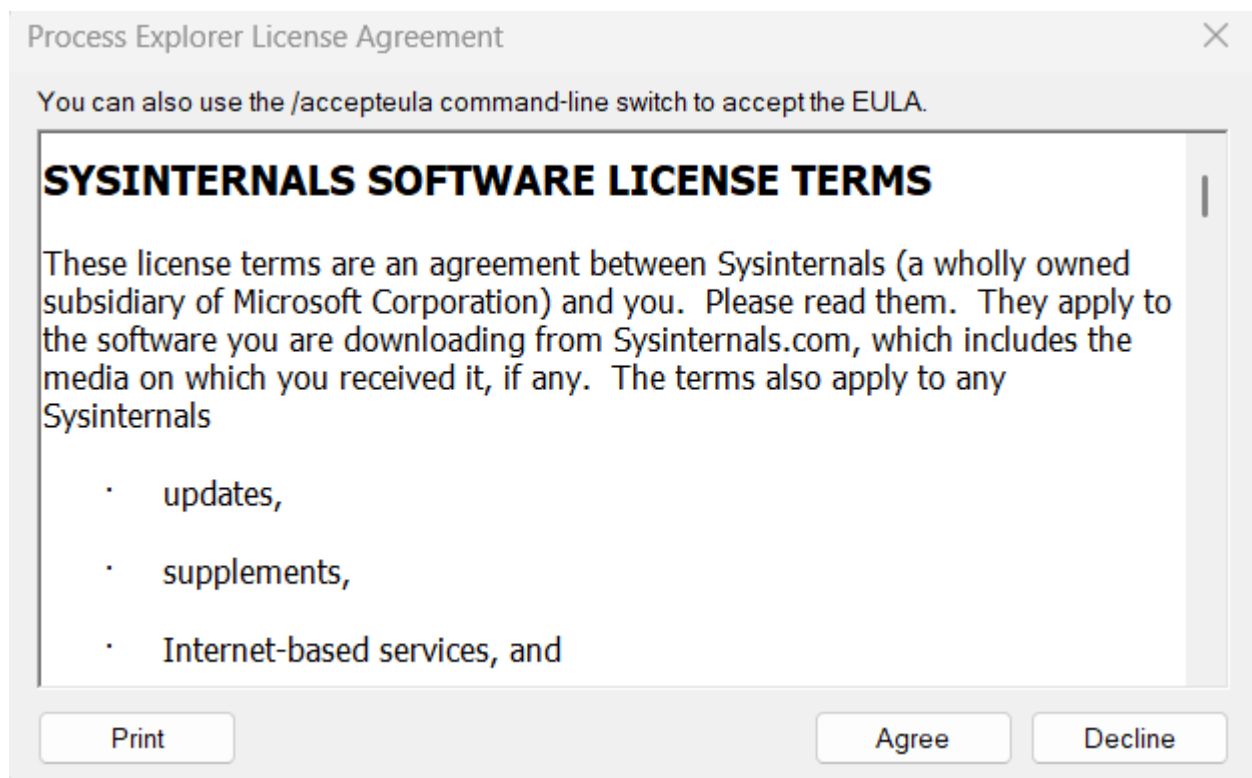 Process Explorer License Agreement
You can also use the /accepteula command-line switch to accept the EULA.
SYSINTERNALS SOFTWARE LICENSE TERMS
These license terms are an agreement between Sysinternals (a wholly owned
subsidiary of Microsoft Corporation) and you.  Please read them.  They apply to
the software you are downloading from Sysinternals.com, which includes the
media on which you received it, if any.  The terms also apply to any
Sysinternals
· updates,
· supplements,
· Internet-based services, and
Print Agree Decline